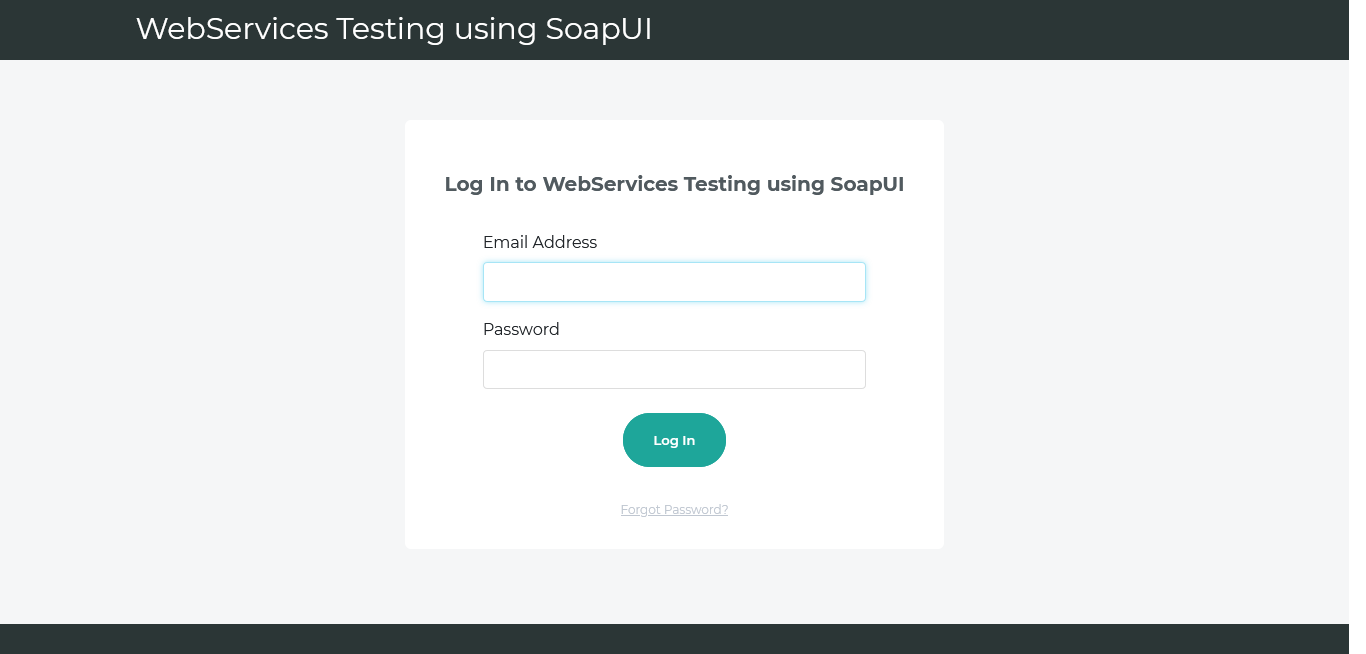 WebServices Testing using SoapUI
Log In to WebServices Testing using SoapUI
Email Address
Password
Log In
Forgot Password?